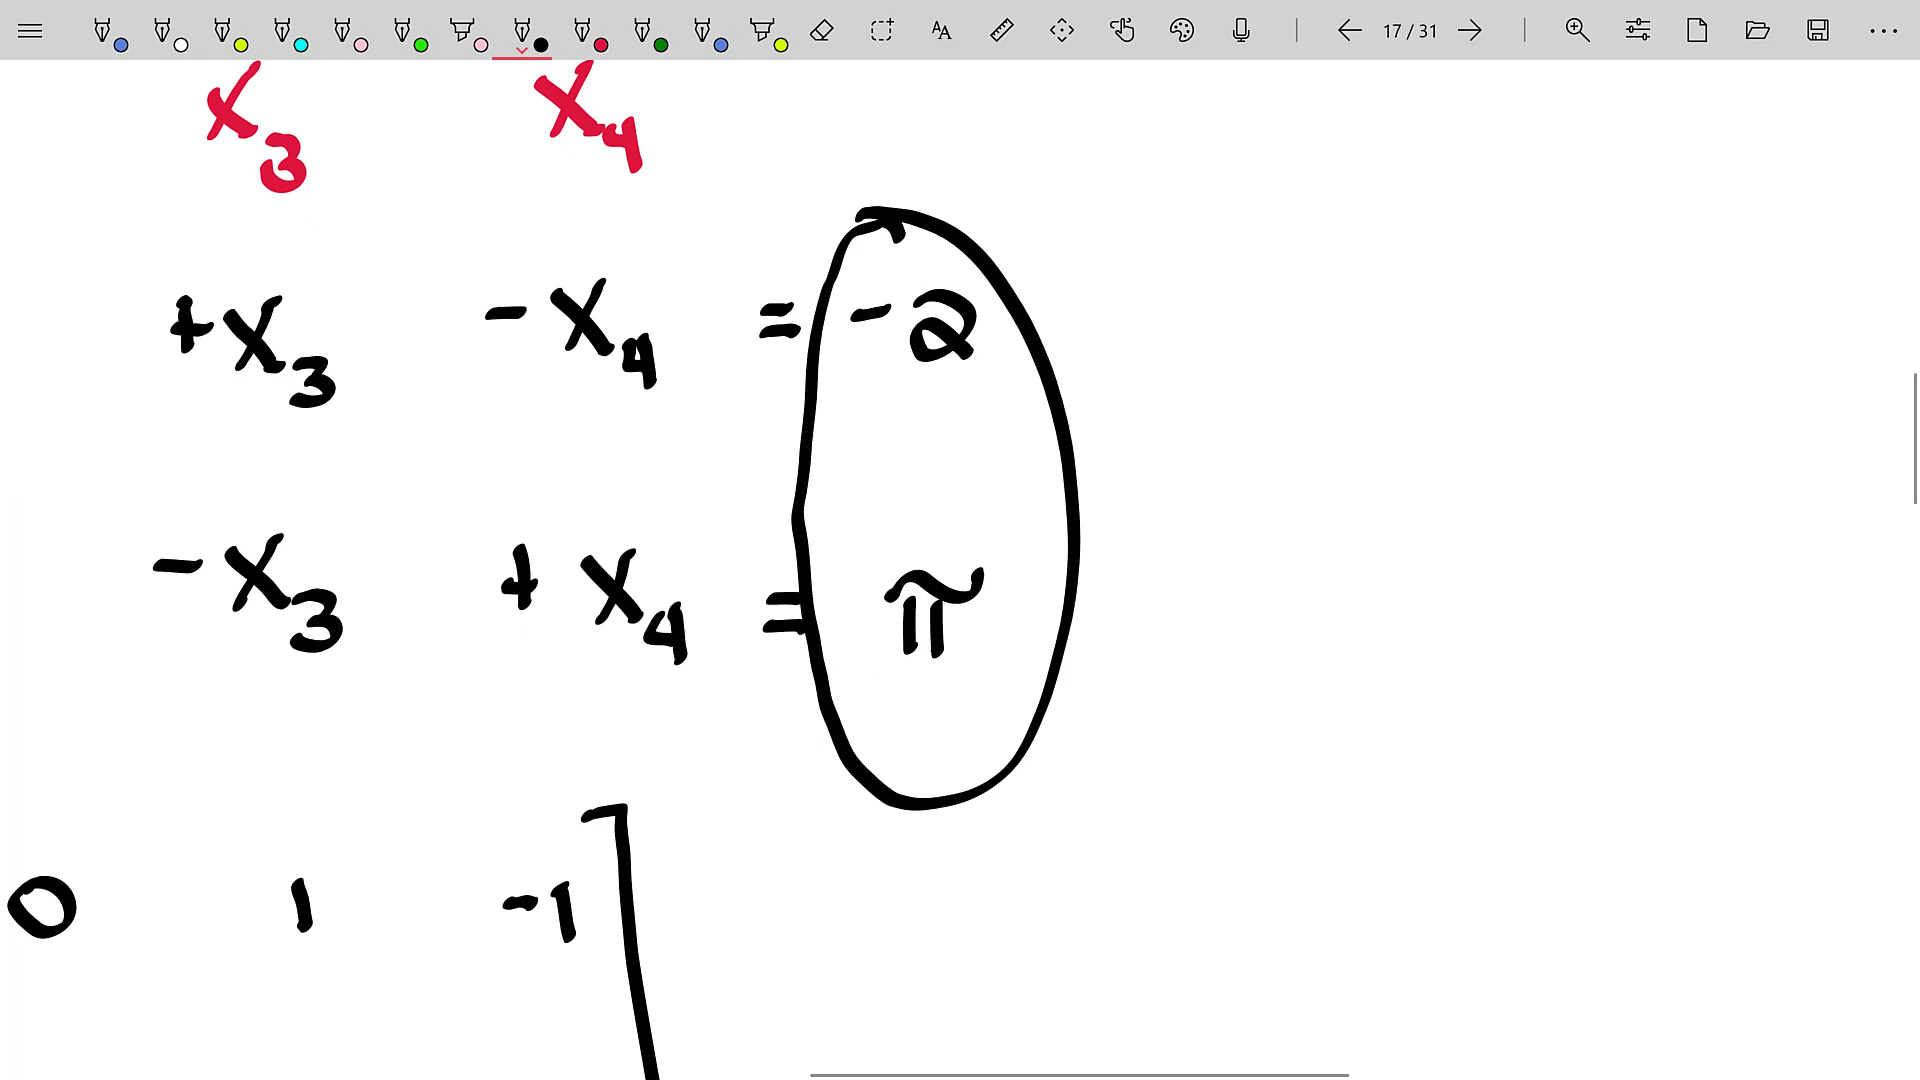 17 / 31
x₃ x₄
+x₃ -x₄ = -2
-x₃ +x₄ = π
0 1 -1